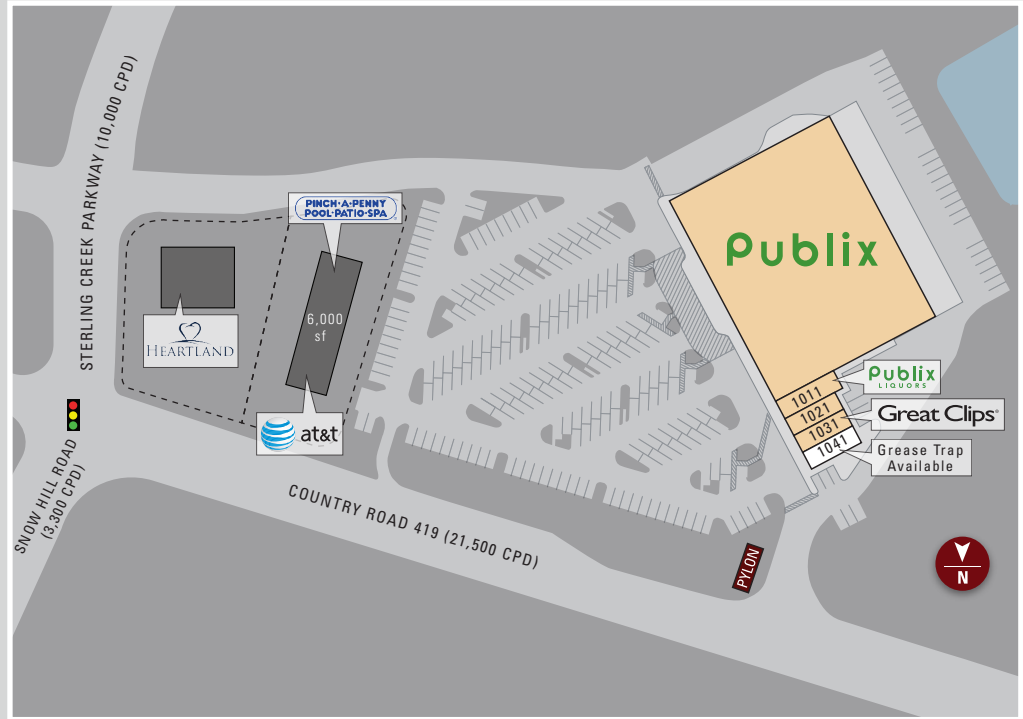 STERLING CREEK PARKWAY (10,000 CPD)
PINCH·A·PENNY
POOL·PATIO·SPA
Publix
6,000
sf
HEARTLAND
Publix
LIQUORS
1011
1021
1031
1041
Great Clips®
Grease Trap
Available
at&t
SNOW HILL ROAD
(3,300 CPD)
COUNTRY ROAD 419 (21,500 CPD)
PYLON
N